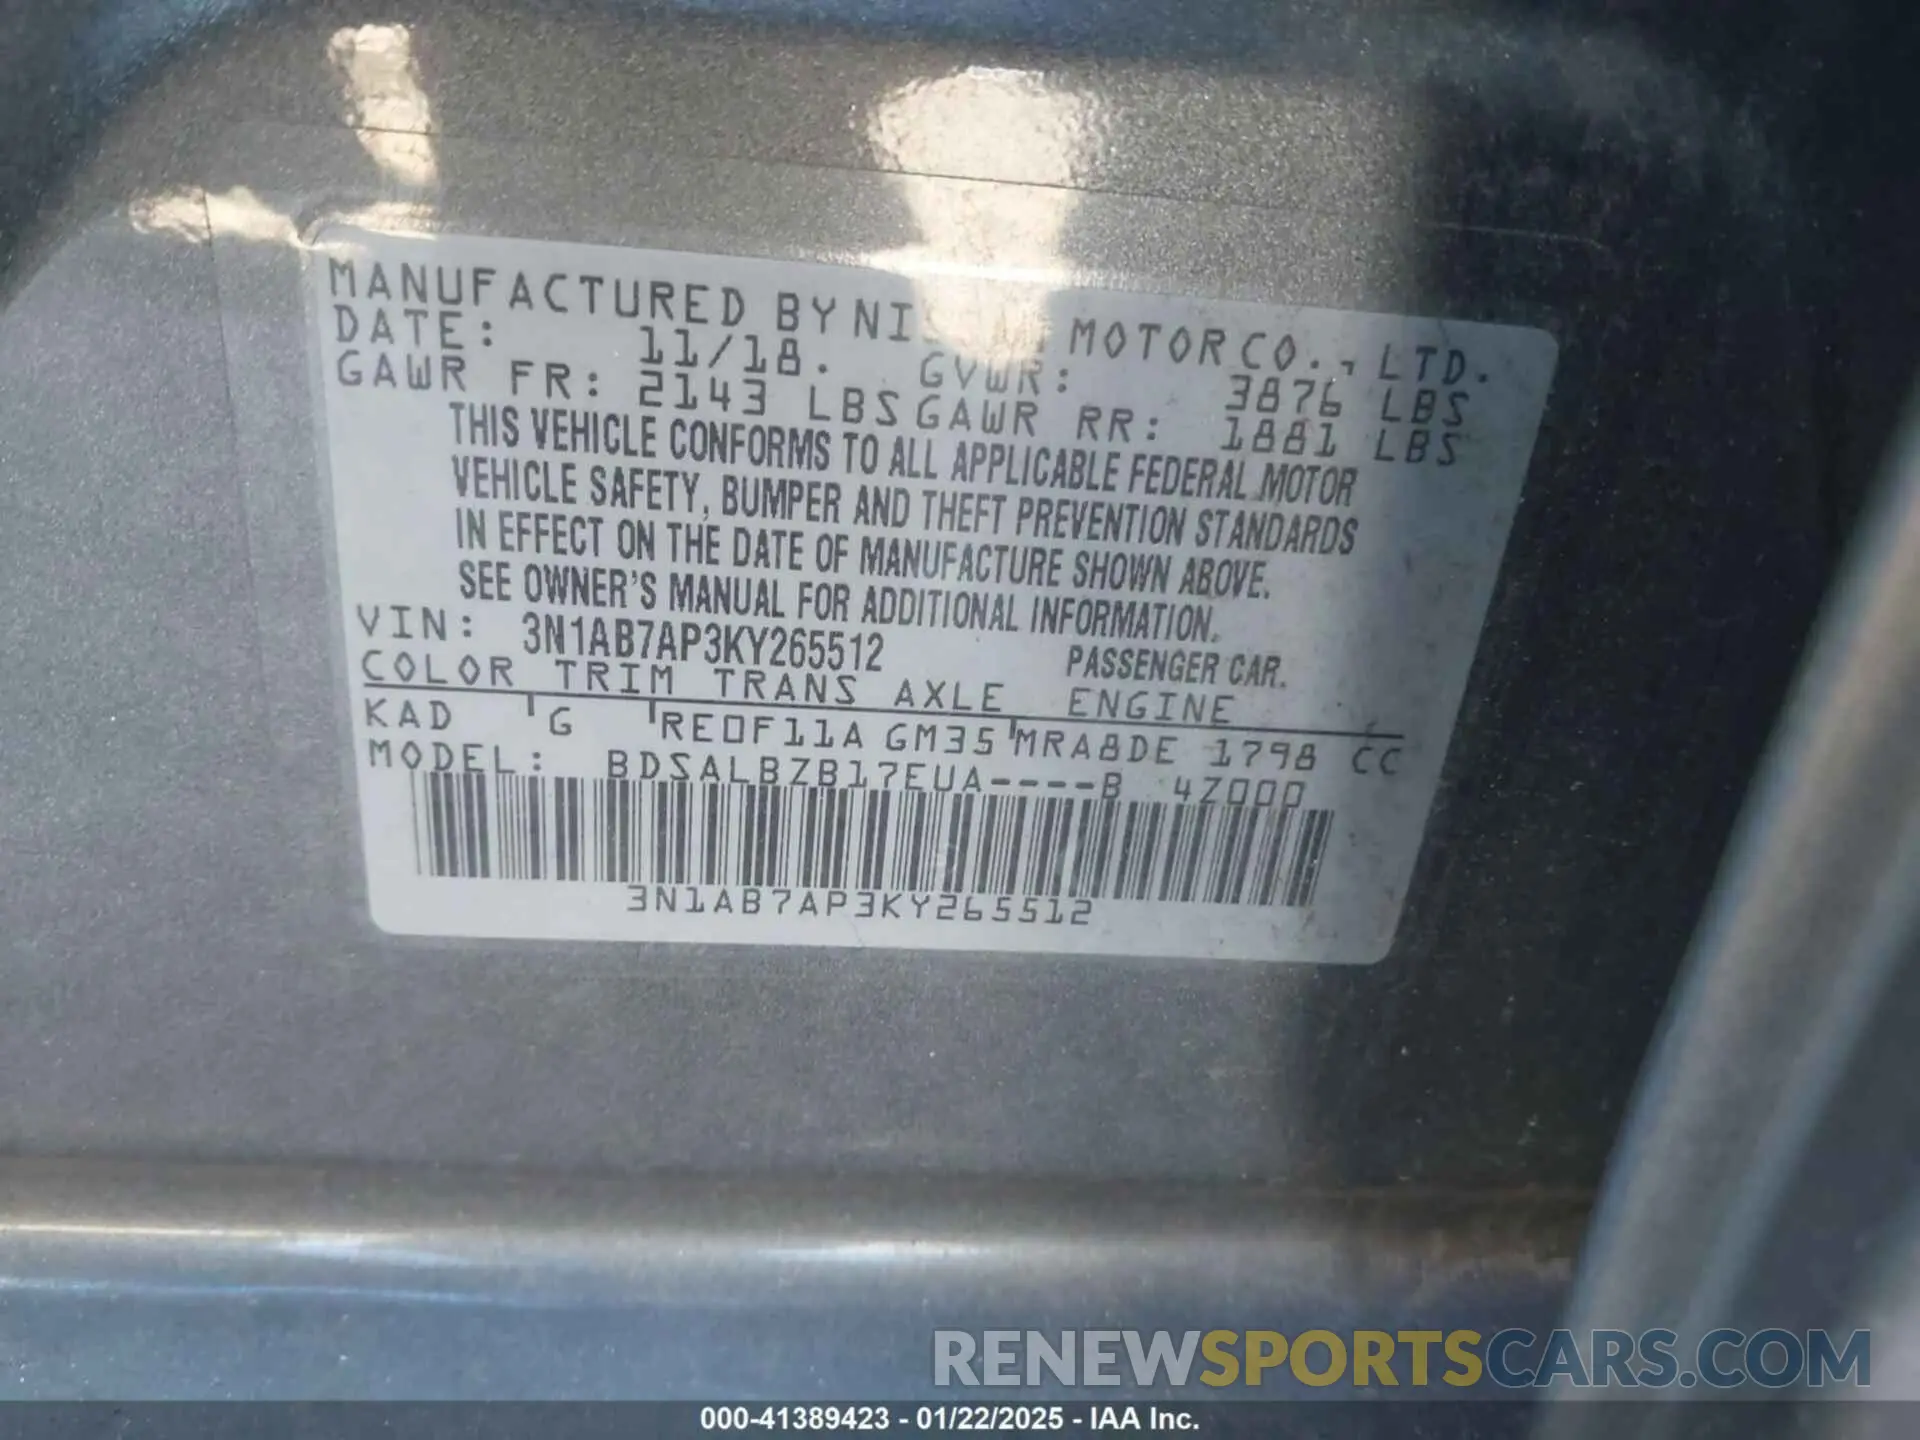 MANUFACTURED BY MOTOR CO., LTD.
DATE: 11/18. GVWR: 3876 LBS
GAWR FR: 2143 LBS GAWR RR: 1881 LBS
THIS VEHICLE CONFORMS TO ALL APPLICABLE FEDERAL MOTOR
VEHICLE SAFETY, BUMPER AND THEFT PREVENTION STANDARDS
IN EFFECT ON THE DATE OF MANUFACTURE SHOWN ABOVE.
SEE OWNER'S MANUAL FOR ADDITIONAL INFORMATION.
VIN: 3N1AB7AP3KY265512 PASSENGER CAR.
COLOR TRIM TRANS AXLE ENGINE
KAD G RE0F11A GM35 MRA8DE 1798 CC
MODEL: BDSALBZB17EUA----B 4Z000
3N1AB7AP3KY265512
RENEWSPORTSCARS.COM
000-41389423 - 01/22/2025 - IAA Inc.